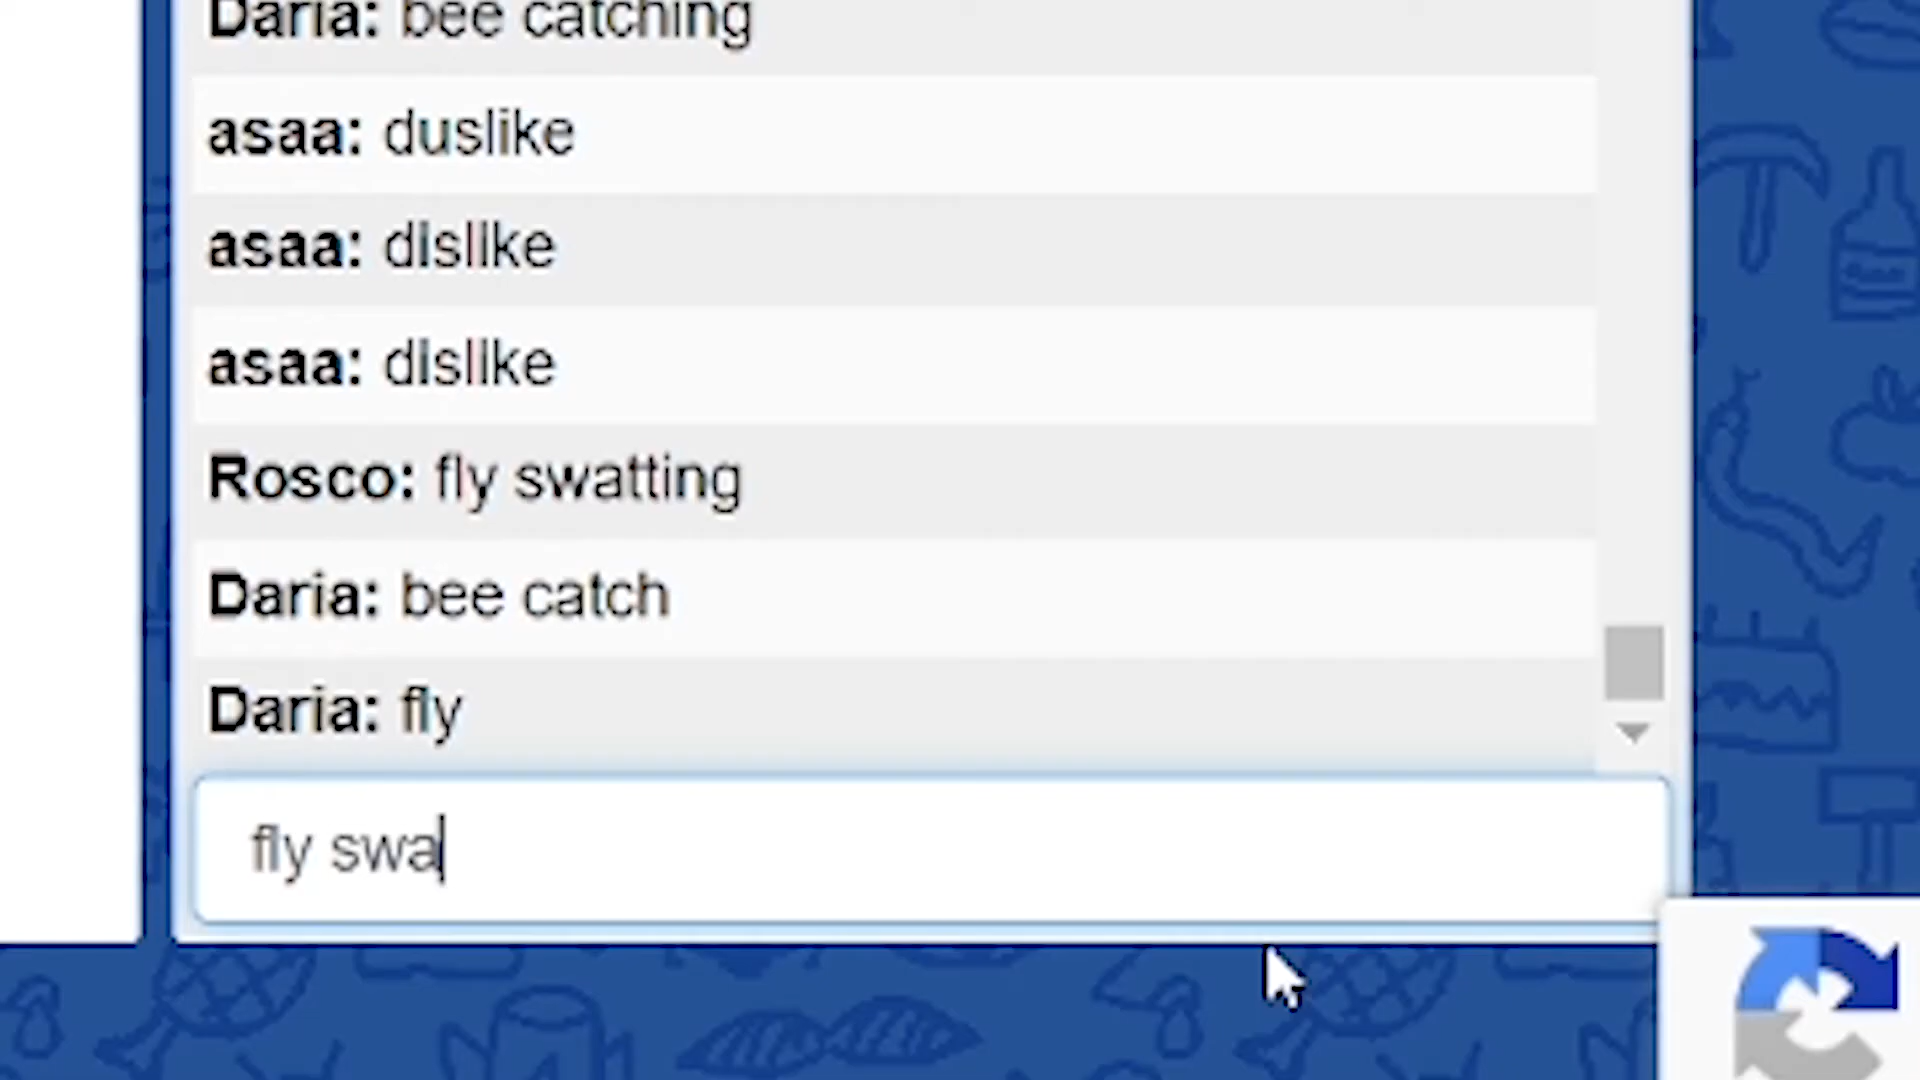 Daria: bee catching
asaa: duslike
asaa: dislike
asaa: dislike
Rosco: fly swatting
Daria: bee catch
Daria: fly
fly swa